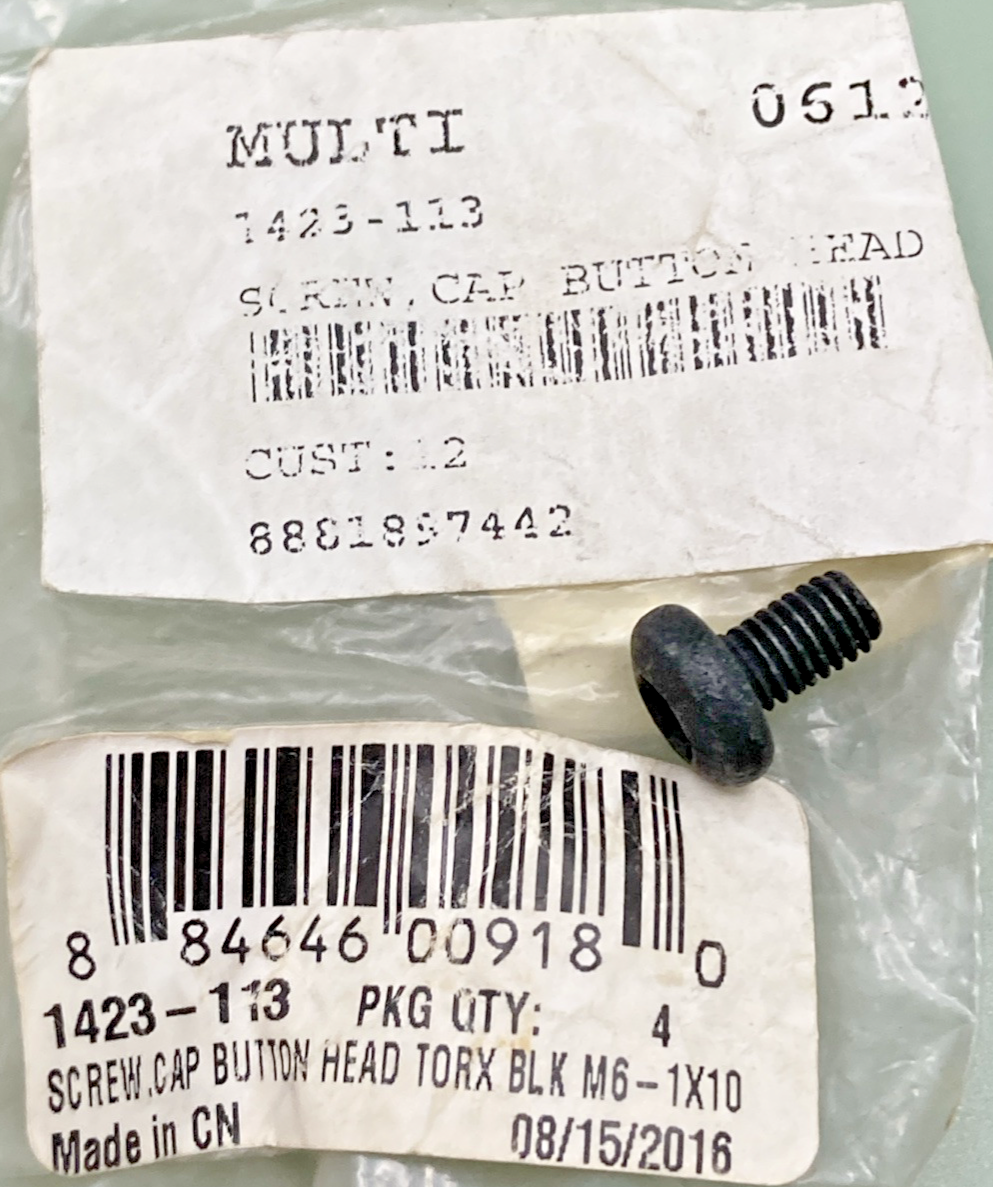 MULTI 0612
1423-113
SCREW,CAP BUTTON HEAD
CUST: 12
8881897442
8 84646 00918 0
1423-113 PKG QTY: 4
SCREW,CAP BUTTON HEAD TORX BLK M6-1X10
Made in CN 08/15/2016